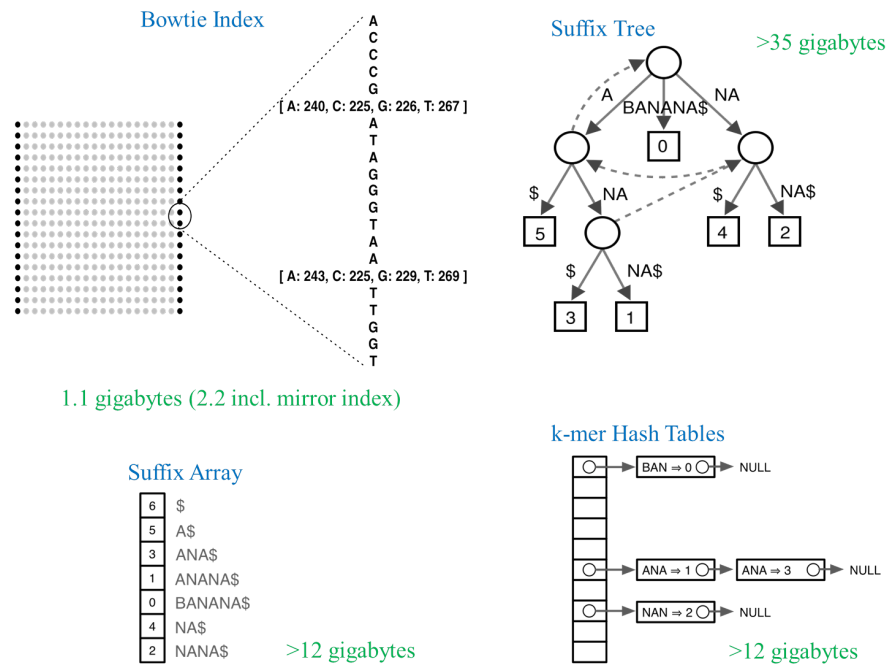 Bowtie Index
A
C
C
C
G
[ A: 240, C: 225, G: 226, T: 267 ]
A
T
A
G
G
G
T
A
A
[ A: 243, C: 225, G: 229, T: 269 ]
T
T
G
G
T
1.1 gigabytes (2.2 incl. mirror index)
Suffix Tree
>35 gigabytes
A
BANANA$
NA
0
$
NA
$
NA$
5
4
2
$
NA$
3
1
Suffix Array
6 $
5 A$
3 ANA$
1 ANANA$
0 BANANA$
4 NA$
2 NANA$
>12 gigabytes
k-mer Hash Tables
BAN ⇒ 0 NULL
ANA ⇒ 1 ANA ⇒ 3 NULL
NAN ⇒ 2 NULL
>12 gigabytes